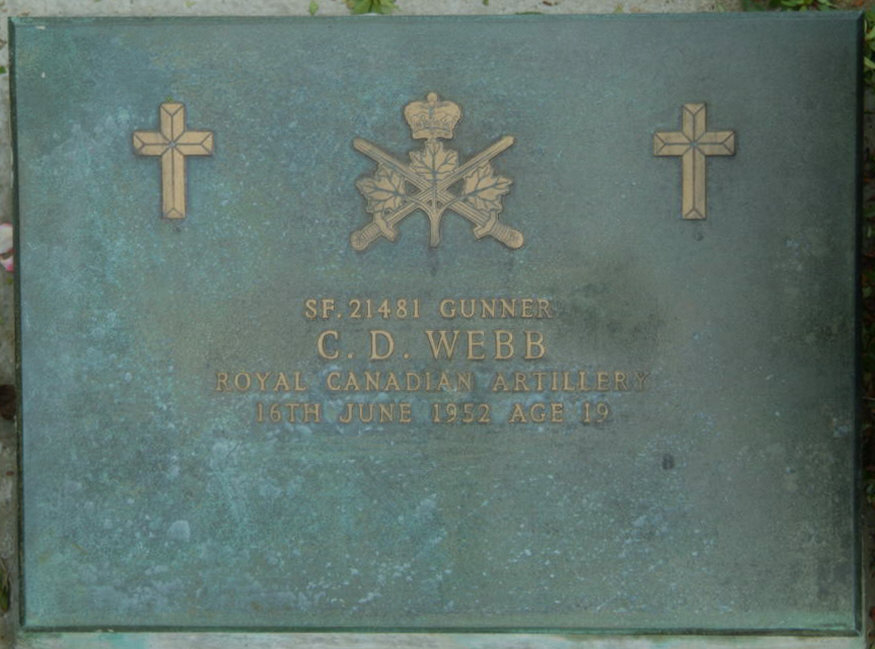 SF. 21481 GUNNER
C. D. WEBB
ROYAL CANADIAN ARTILLERY
16TH JUNE 1952 AGE 19